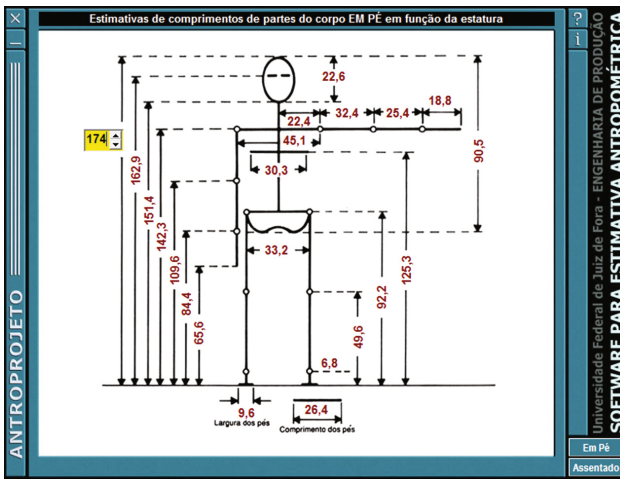 Estimativas de comprimentos de partes do corpo EM PÉ em função da estatura
?
i
22,6
22,4
32,4
25,4
18,8
174
45,1
90,5
162,9
30,3
151,4
142,3
109,6
33,2
125,3
84,4
92,2
65,6
49,6
6,8
9,6
26,4
Largura dos pés
Comprimento dos pés
ANTROPROJETO
Universidade Federal de Juiz de Fora - ENGENHARIA DE PRODUÇÃO
SOFTWARE PARA ESTIMATIVA ANTROPOMÉTRICA
Em Pé
Assentado